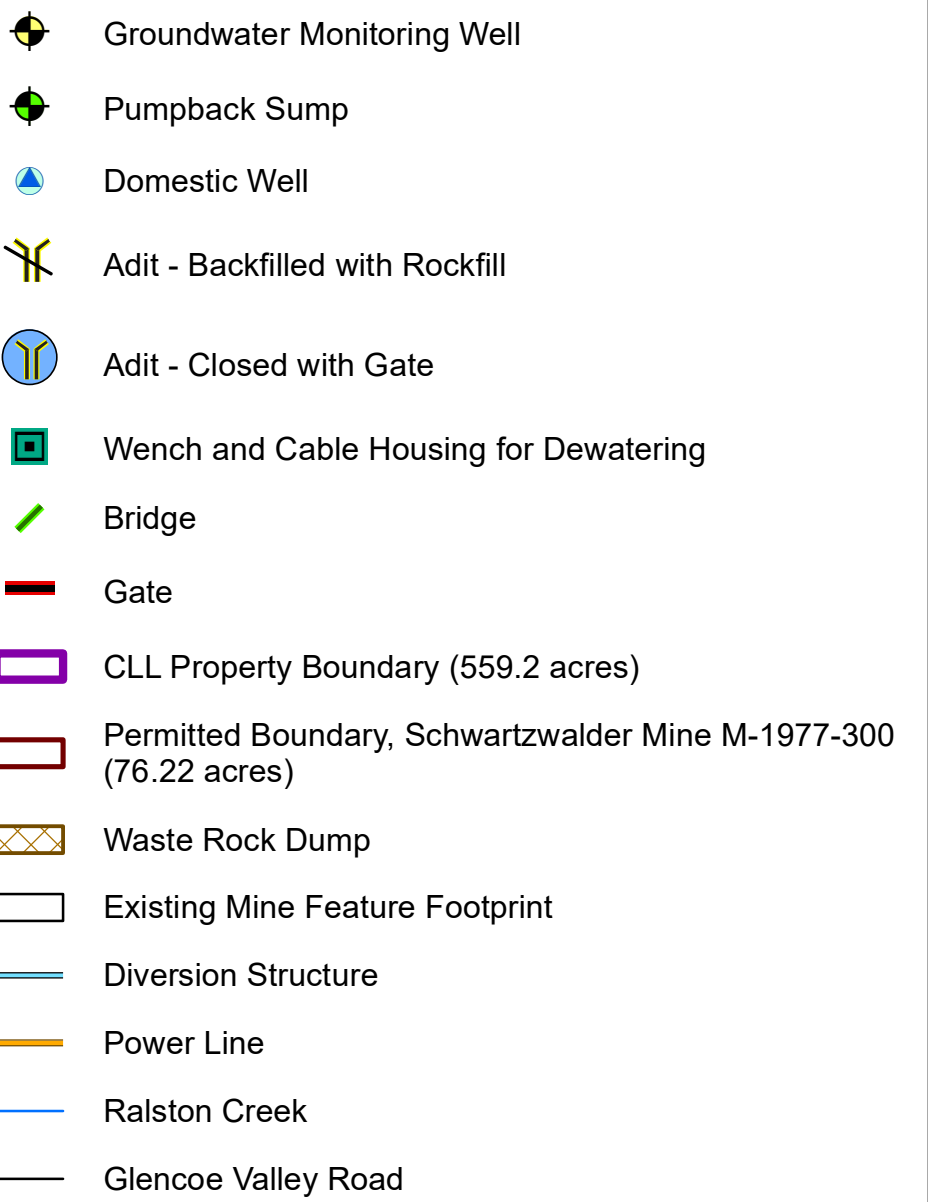 Groundwater Monitoring Well
Pumpback Sump
Domestic Well
Adit - Backfilled with Rockfill
Adit - Closed with Gate
Wench and Cable Housing for Dewatering
Bridge
Gate
CLL Property Boundary (559.2 acres)
Permitted Boundary, Schwartzwalder Mine M-1977-300
(76.22 acres)
Waste Rock Dump
Existing Mine Feature Footprint
Diversion Structure
Power Line
Ralston Creek
Glencoe Valley Road